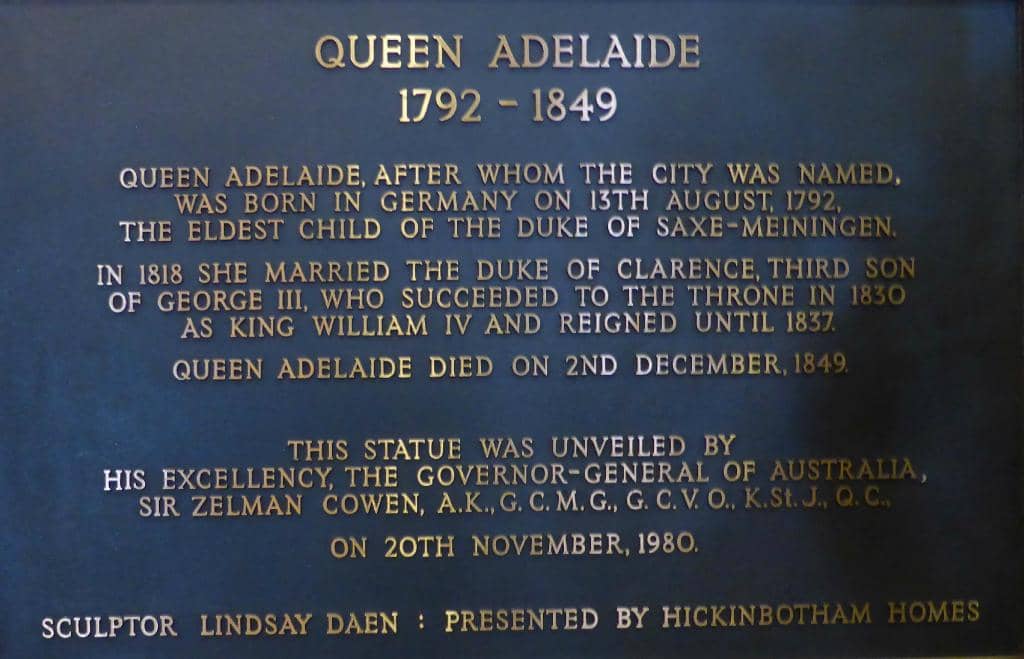 QUEEN ADELAIDE
1792 - 1849
QUEEN ADELAIDE, AFTER WHOM THE CITY WAS NAMED,
WAS BORN IN GERMANY ON 13TH AUGUST, 1792,
THE ELDEST CHILD OF THE DUKE OF SAXE-MEININGEN.
IN 1818 SHE MARRIED THE DUKE OF CLARENCE, THIRD SON
OF GEORGE III, WHO SUCCEEDED TO THE THRONE IN 1830
AS KING WILLIAM IV AND REIGNED UNTIL 1837.
QUEEN ADELAIDE DIED ON 2ND DECEMBER, 1849.
THIS STATUE WAS UNVEILED BY
HIS EXCELLENCY, THE GOVERNOR-GENERAL OF AUSTRALIA,
SIR ZELMAN COWEN, A.K., G.C.M.G., G.C.V.O., K.St.J., Q.C.,
ON 20TH NOVEMBER, 1980.
SCULPTOR LINDSAY DAEN : PRESENTED BY HICKINBOTHAM HOMES